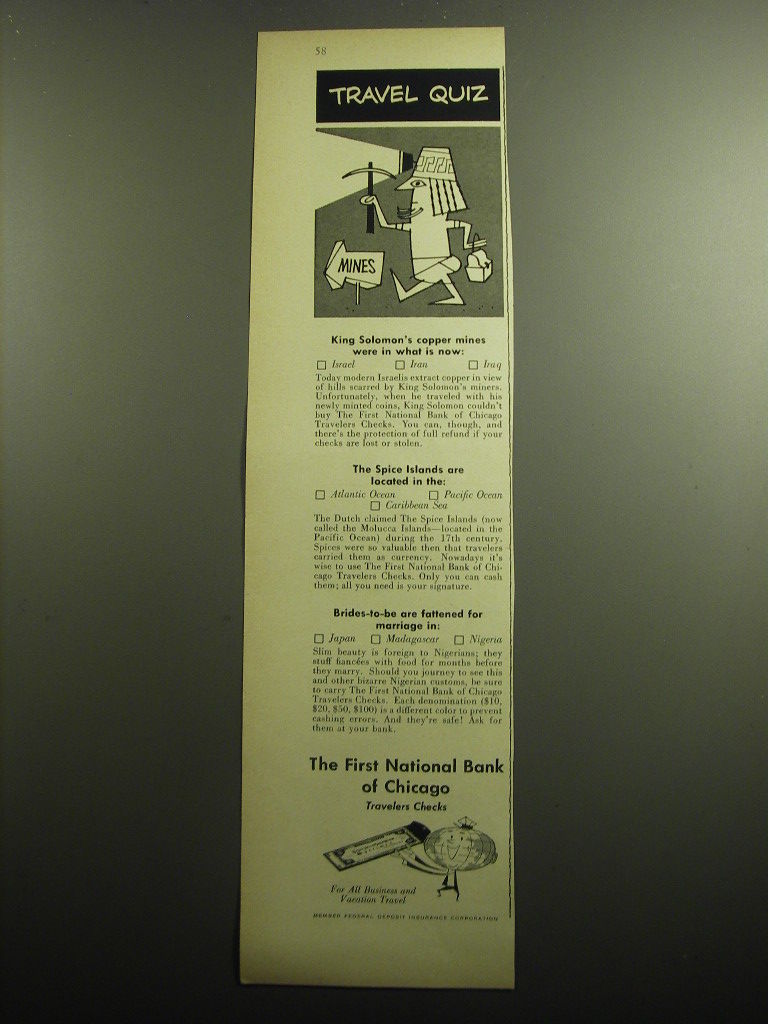 58
TRAVEL QUIZ
MINES
King Solomon's copper mines
were in what is now:
☐ Israel ☐ Iran ☐ Iraq
Today modern Israelis extract copper in view
of hills scarred by King Solomon's miners.
Unfortunately, when he traveled with his
newly minted coins, King Solomon couldn't
buy The First National Bank of Chicago
Travelers Checks. You can, though, and
there's the protection of full refund if your
checks are lost or stolen.
The Spice Islands are
located in the:
☐ Atlantic Ocean ☐ Pacific Ocean
☐ Caribbean Sea
The Dutch claimed The Spice Islands (now
called the Molucca Islands—located in the
Pacific Ocean) during the 17th century.
Spices were so valuable then that travelers
carried them as currency. Nowadays it's
wise to use The First National Bank of Chi-
cago Travelers Checks. Only you can cash
them; all you need is your signature.
Brides-to-be are fattened for
marriage in:
☐ Japan ☐ Madagascar ☐ Nigeria
Slim beauty is foreign to Nigerians; they
stuff fiancées with food for months before
they marry. Should you journey to see this
and other bizarre Nigerian customs, be sure
to carry The First National Bank of Chicago
Travelers Checks. Each denomination ($10,
$20, $50, $100) is a different color to prevent
cashing errors. And they're safe! Ask for
them at your bank.
The First National Bank
of Chicago
Travelers Checks
For All Business and
Vacation Travel
MEMBER FEDERAL DEPOSIT INSURANCE CORPORATION